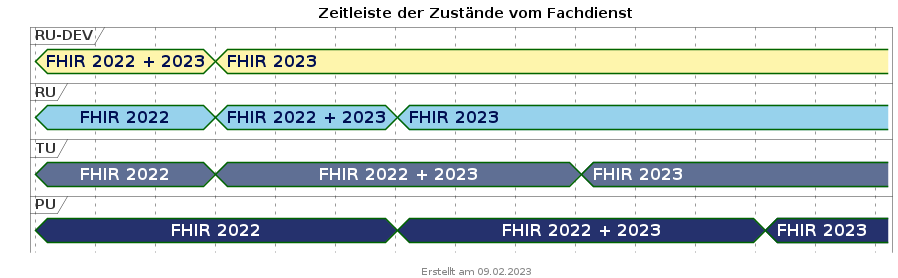 Zeitleiste der Zustände vom Fachdienst
RU-DEV
FHIR 2022 + 2023 FHIR 2023
RU
FHIR 2022 FHIR 2022 + 2023 FHIR 2023
TU
FHIR 2022 FHIR 2022 + 2023 FHIR 2023
PU
FHIR 2022 FHIR 2022 + 2023 FHIR 2023
Erstellt am 09.02.2023